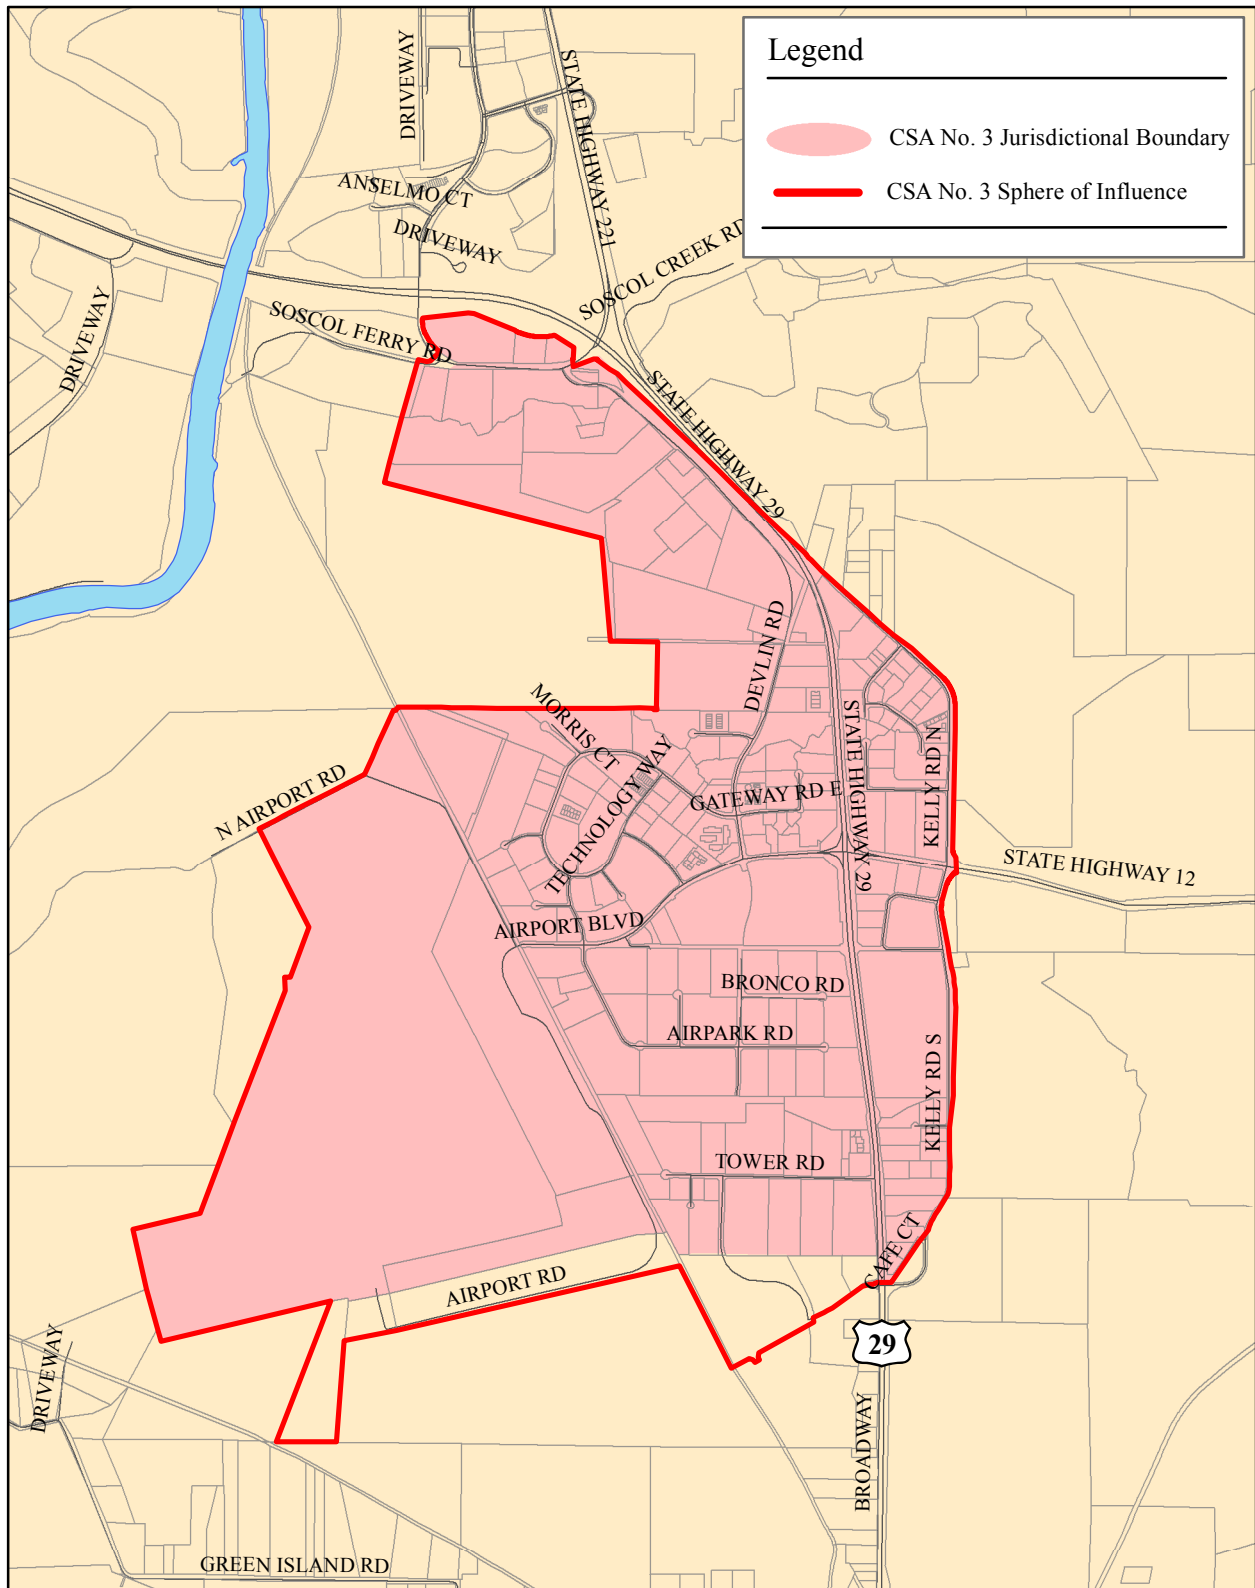 Legend
CSA No. 3 Jurisdictional Boundary
CSA No. 3 Sphere of Influence
DRIVEWAY
STATE HIGHWAY 221
ANSELMO CT
DRIVEWAY
SOSCOL CREEK RD
DRIVEWAY
SOSCOL FERRY RD
STATE HIGHWAY 29
DEVLIN RD
MORRIS CT
TECHNOLOGY WAY
STATE HIGHWAY 29
KELLY RD N
N AIRPORT RD
GATEWAY RD E
STATE HIGHWAY 12
AIRPORT BLVD
BRONCO RD
AIRPARK RD
KELLY RD S
TOWER RD
CAFE CT
AIRPORT RD
29
DRIVEWAY
BROADWAY
GREEN ISLAND RD